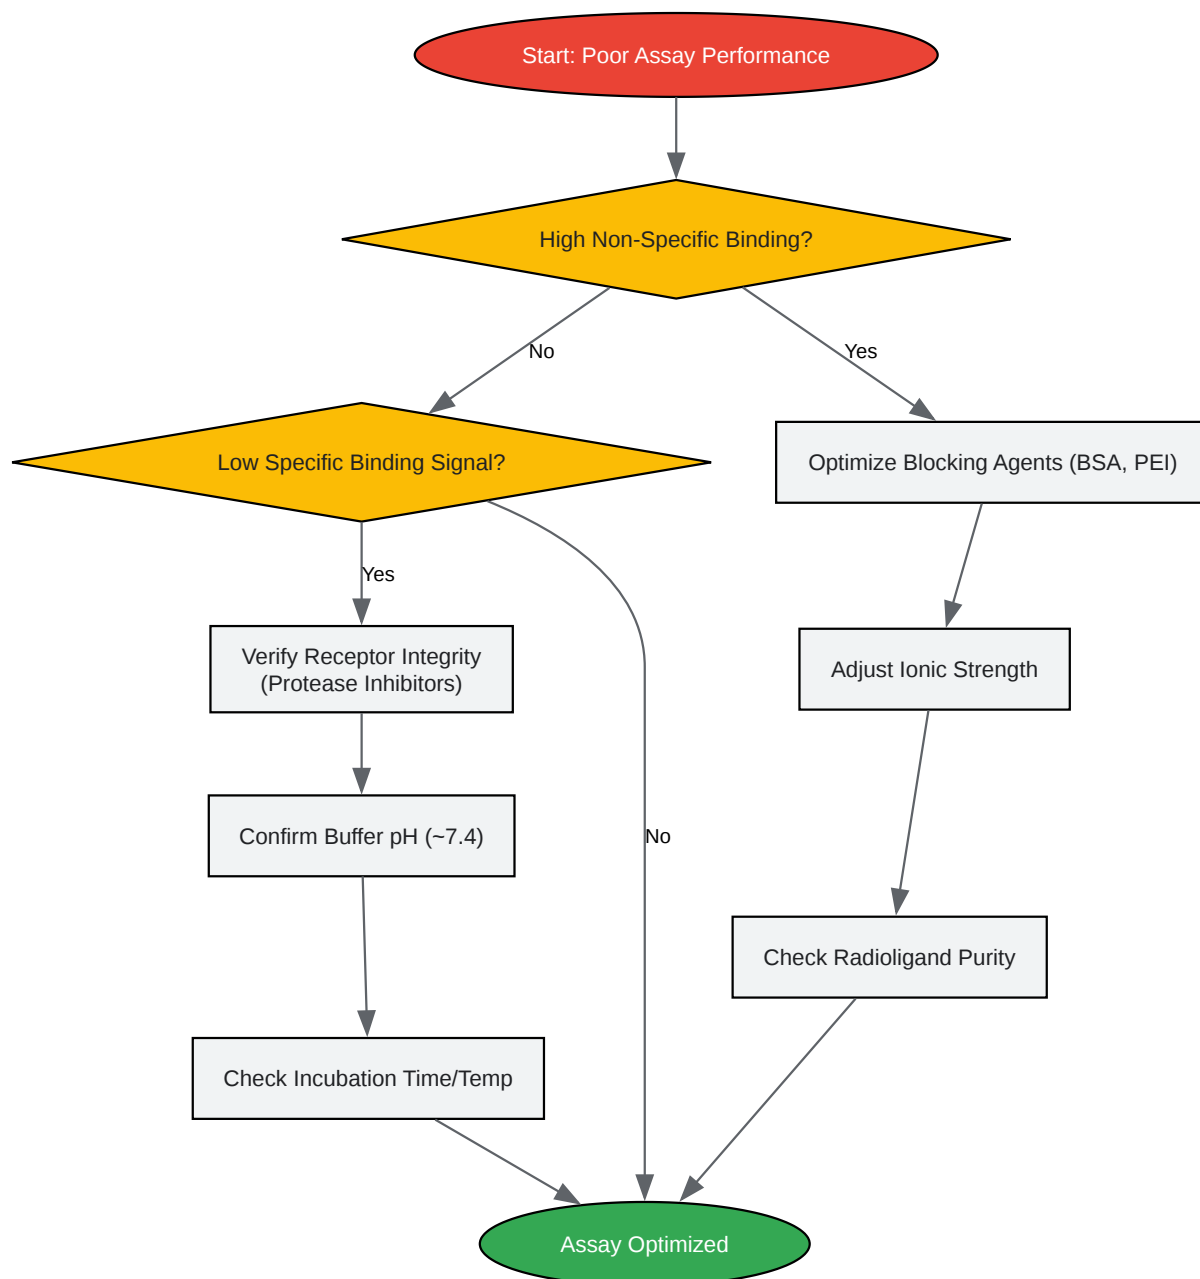 Start: Poor Assay Performance
High Non-Specific Binding?
No
Yes
Low Specific Binding Signal?
Optimize Blocking Agents (BSA, PEI)
Yes
Verify Receptor Integrity
(Protease Inhibitors)
Adjust Ionic Strength
Confirm Buffer pH (~7.4)
No
Check Radioligand Purity
Check Incubation Time/Temp
Assay Optimized